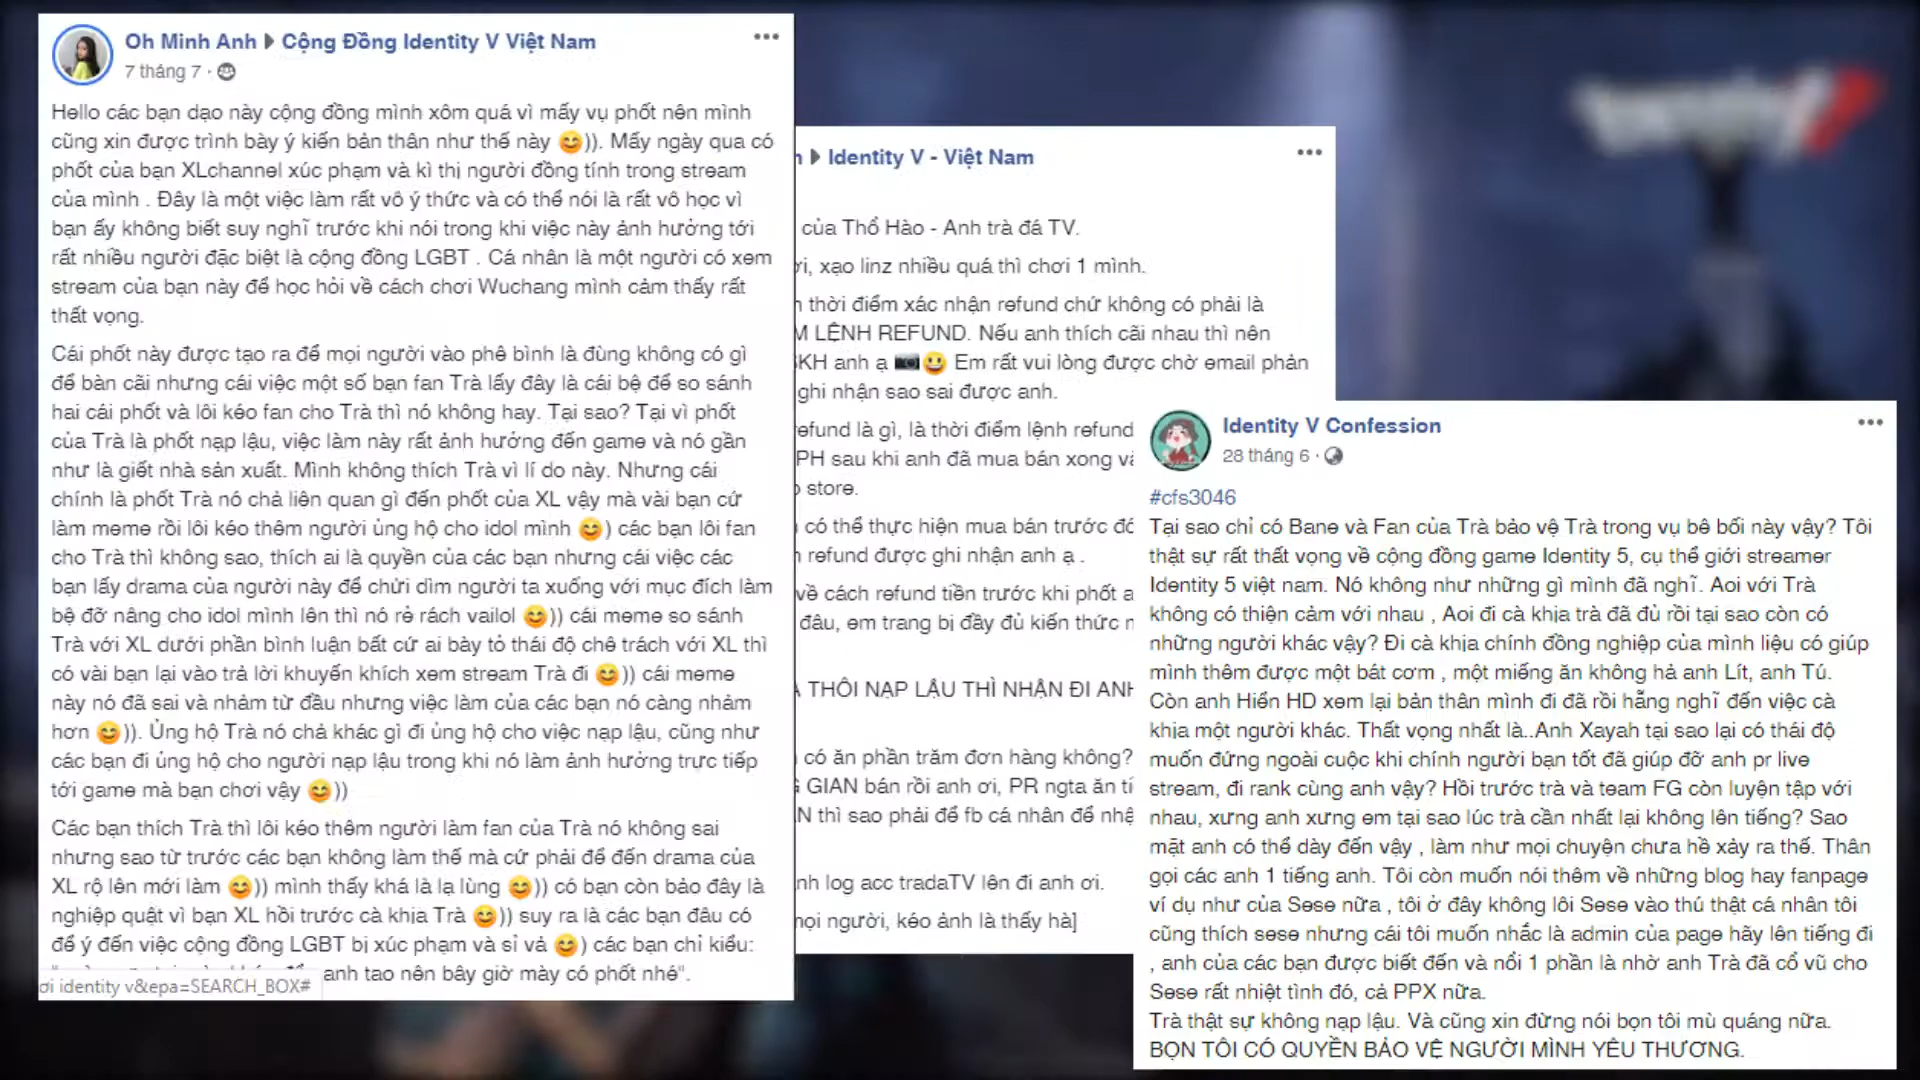 Oh Minh Anh ▶ Cộng Đồng Identity V Việt Nam
7 tháng 7 ·
Hello các bạn dạo này cộng đồng mình xôm quá vì mấy vụ phốt nên mình
cũng xin được trình bày ý kiến bản thân như thế này 😊)). Mấy ngày qua có
phốt của bạn XLchannel xúc phạm và kì thị người đồng tính trong stream
của mình . Đây là một việc làm rất vô ý thức và có thể nói là rất vô học vì
bạn ấy không biết suy nghĩ trước khi nói trong khi việc này ảnh hưởng tới
rất nhiều người đặc biệt là cộng đồng LGBT . Cá nhân là một người có xem
stream của bạn này để học hỏi về cách chơi Wuchang mình cảm thấy rất
thất vọng.
Cái phốt này được tạo ra để mọi người vào phê bình là đùng không có gì
để bàn cãi nhưng cái việc một số bạn fan Trà lấy đây là cái bệ để so sánh
hai cái phốt và lôi kéo fan cho Trà thì nó không hay. Tại sao? Tại vì phốt
của Trà là phốt nạp lậu, việc làm này rất ảnh hưởng đến game và nó gần
như là giết nhà sản xuất. Mình không thích Trà vì lí do này. Nhưng cái
chính là phốt Trà nó chả liên quan gì đến phốt của XL vậy mà vài bạn cứ
làm meme rồi lôi kéo thêm người ủng hộ cho idol mình 😊) các bạn lôi fan
cho Trà thì không sao, thích ai là quyền của các bạn nhưng cái việc các
bạn lấy drama của người này để chửi dìm người ta xuống với mục đích làm
bệ đỡ nâng cho idol mình lên thì nó rẻ rách vailol 😊)) cái meme so sánh
Trà với XL dưới phần bình luận bất cứ ai bày tỏ thái độ chê trách với XL thì
có vài bạn lại vào trả lời khuyến khích xem stream Trà đi 😊)) cái meme
này nó đã sai và nhảm từ đầu nhưng việc làm của các bạn nó càng nhảm
hơn 😊)). Ủng hộ Trà nó chả khác gì đi ủng hộ cho việc nạp lậu, cũng như
các bạn đi ủng hộ cho người nạp lậu trong khi nó làm ảnh hưởng trực tiếp
tới game mà bạn chơi vậy 😊))
Các bạn thích Trà thì lôi kéo thêm người làm fan của Trà nó không sai
nhưng sao từ trước các bạn không làm thế mà cứ phải để đến drama của
XL rộ lên mới làm 😊)) mình thấy khá là lạ lùng 😊)) có bạn còn bảo đây là
nghiệp quật vì bạn XL hồi trước cà khịa Trà 😊)) suy ra là các bạn đâu có
để ý đến việc cộng đồng LGBT bị xúc phạm và sỉ vả 😊) các bạn chỉ kiểu:
anh tao nên bây giờ mày có phốt nhé".
ơi identity v&epa=SEARCH_BOX#
▶ Identity V - Việt Nam
của Thổ Hào - Anh trà đá TV.
ơi, xạo linz nhiều quá thì chơi 1 mình.
thời điểm xác nhận refund chứ không có phải là
LỆNH REFUND. Nếu anh thích cãi nhau thì nên
SKH anh ạ 📷😃 Em rất vui lòng được chờ email phản
ghi nhận sao sai được anh.
refund là gì, là thời điểm lệnh refund
PH sau khi anh đã mua bán xong và
store.
có thể thực hiện mua bán trước đó
refund được ghi nhận anh ạ .
về cách refund tiền trước khi phốt a
đâu, em trang bị đầy đủ kiến thức
THÔI NẠP LẬU THÌ NHẬN ĐI ANH
có ăn phần trăm đơn hàng không?
GIAN bán rồi anh ơi, PR ngta ăn tí
N thì sao phải để fb cá nhân để nhậ
nh log acc tradaTV lên đi anh ơi.
mọi người, kéo ảnh là thấy hà]
Identity V Confession
28 tháng 6 ·
#cfs3046
Tại sao chỉ có Bane và Fan của Trà bảo vệ Trà trong vụ bê bối này vậy? Tôi
thật sự rất thất vọng về cộng đồng game Identity 5, cụ thể giới streamer
Identity 5 việt nam. Nó không như những gì mình đã nghĩ. Aoi với Trà
không có thiện cảm với nhau , Aoi đi cà khịa trà đã đủ rồi tại sao còn có
những người khác vậy? Đi cà khịa chính đồng nghiệp của mình liệu có giúp
mình thêm được một bát cơm , một miếng ăn không hả anh Lít, anh Tú.
Còn anh Hiển HD xem lại bản thân mình đi đã rồi hẵng nghĩ đến việc cà
khịa một người khác. Thất vọng nhất là..Anh Xayah tại sao lại có thái độ
muốn đứng ngoài cuộc khi chính người bạn tốt đã giúp đỡ anh pr live
stream, đi rank cùng anh vậy? Hồi trước trà và team FG còn luyện tập với
nhau, xưng anh xưng em tại sao lúc trà cần nhất lại không lên tiếng? Sao
mặt anh có thể dày đến vậy , làm như mọi chuyện chưa hề xảy ra thế. Thân
gọi các anh 1 tiếng anh. Tôi còn muốn nói thêm về những blog hay fanpage
ví dụ như của Sese nữa , tôi ở đây không lôi Sese vào thú thật cá nhân tôi
cũng thích sese nhưng cái tôi muốn nhắc là admin của page hãy lên tiếng đi
, anh của các bạn được biết đến và nổi 1 phần là nhờ anh Trà đã cổ vũ cho
Sese rất nhiệt tình đó, cả PPX nữa.
Trà thật sự không nạp lậu. Và cũng xin đừng nói bọn tôi mù quáng nữa.
BỌN TÔI CÓ QUYỀN BẢO VỆ NGƯỜI MÌNH YÊU THƯƠNG.